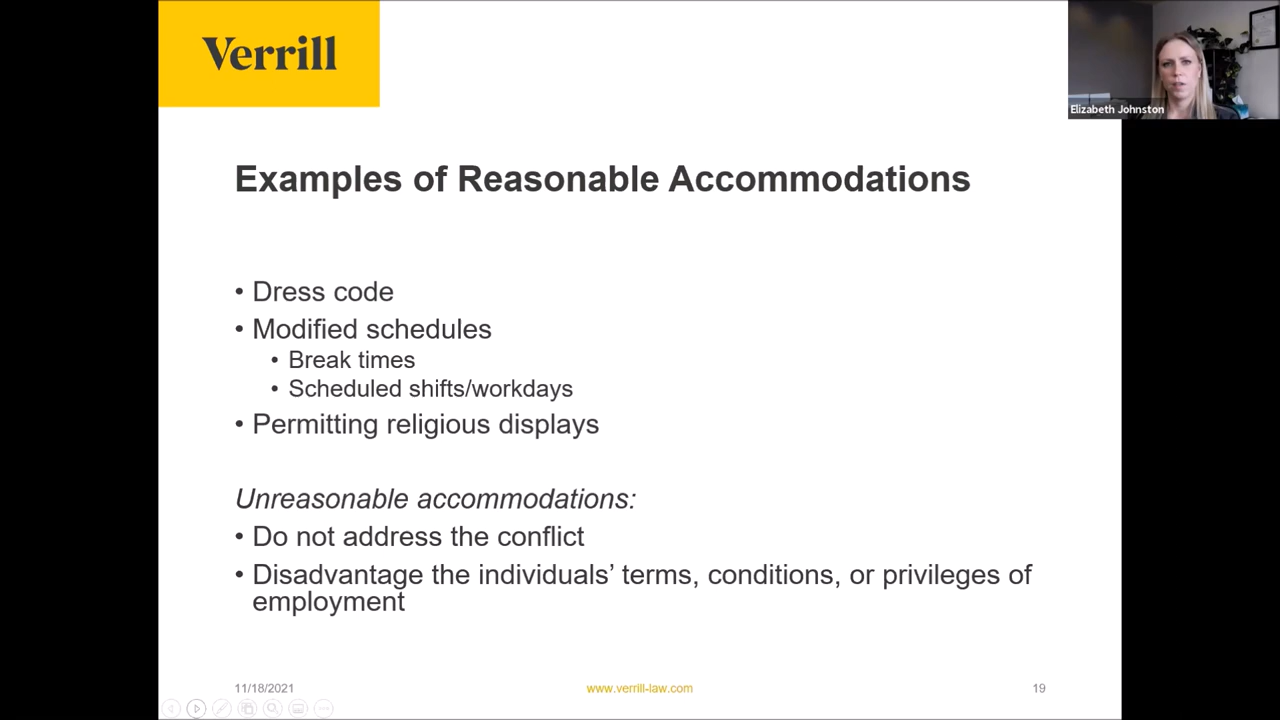 Verrill
Elizabeth Johnston
Examples of Reasonable Accommodations
• Dress code
• Modified schedules
• Break times
• Scheduled shifts/workdays
• Permitting religious displays
Unreasonable accommodations:
• Do not address the conflict
• Disadvantage the individuals’ terms, conditions, or privileges of
employment
11/18/2021
www.verrill-law.com
19